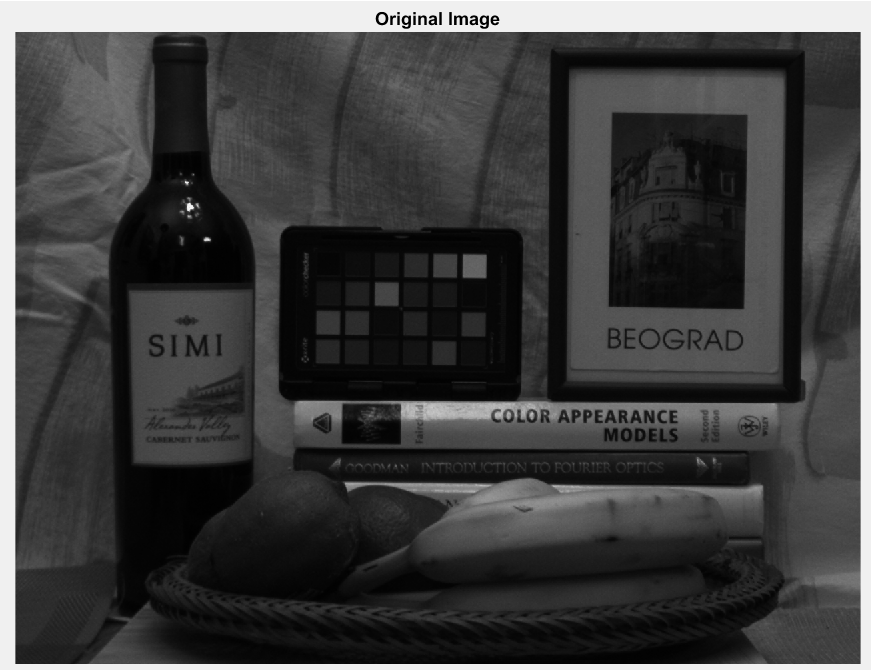 Original Image
SIMI
Alexander Valley
CABERNET SAUVIGNON
BEOGRAD
Fairchild
COLOR APPEARANCE
MODELS
Second
Edition
WILEY
GOODMAN INTRODUCTION TO FOURIER OPTICS